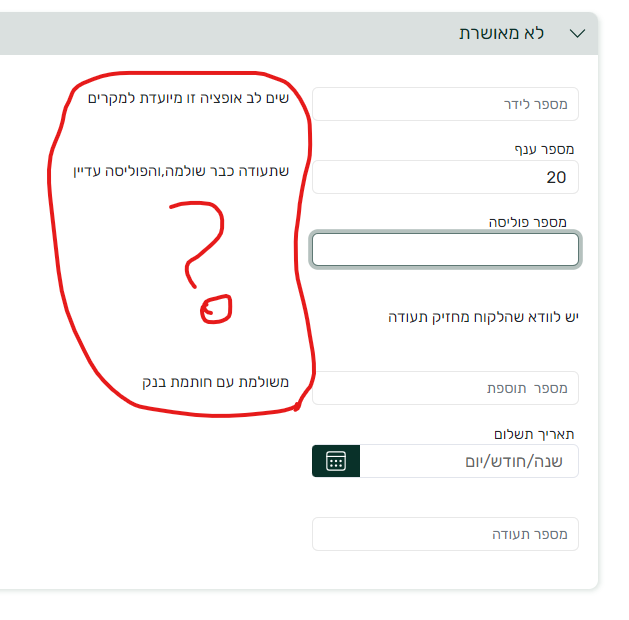 לא מאושרת
מספר לידר
שים לב אופציה זו מיועדת למקרים
מספר ענף
20
שתעודה כבר שולמה,והפוליסה עדיין
מספר פוליסה
יש לוודא שהלקוח מחזיק תעודה
מספר תוספת
משולמת עם חותמת בנק
תאריך תשלום
שנה/חודש/יום
מספר תעודה
?